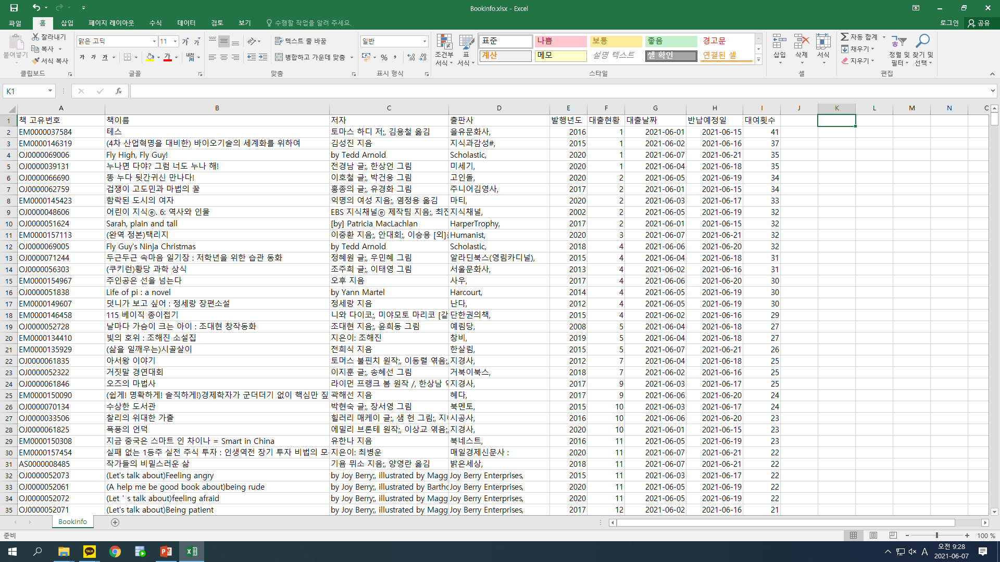 BookInfo.xlsx - Excel
파일 홈 삽입 페이지 레이아웃 수식 데이터 검토 보기 수행할 작업을 알려 주세요. 로그인 공유
붙여넣기 잘라내기 복사 서식 복사 클립보드
맑은 고딕 11 가 가 가 가 가 가 내천 글꼴
텍스트 줄 바꿈 병합하고 가운데 맞춤 맞춤
일반 % 표시 형식
조건부 서식 표 서식 표준 나쁨 보통 좋음 경고문
계산 메모 설명 텍스트 셀 확인 연결된 셀 스타일
삽입 삭제 서식 셀
자동 합계 채우기 지우기 정렬 및 필터 찾기 및 선택 편집
K1 fx
A B C D E F G H I J K L M N O
1 책 고유번호 책이름 저자 출판사 발행년도 대출현황 대출날짜 반납예정일 대여횟수
2 EM0000037584 테스 토마스 하디 저;, 김용철 옮김 을유문화사, 2016 1 2021-06-01 2021-06-15 41
3 EM0000146319 (4차 산업혁명을 대비한) 바이오기술의 세계화를 위하여 김성진 지음 지식과감성#, 2015 1 2021-06-02 2021-06-16 37
4 OJ0000069006 Fly High, Fly Guy! by Tedd Arnold Scholastic, 2020 1 2021-06-07 2021-06-21 35
5 OJ0000039131 누나면 다야? 그럼 너도 누나 해! 전경남 글;, 한상언 그림 미세기, 2020 1 2021-06-04 2021-06-18 35
6 OJ0000066690 똥 누다 뒷간귀신 만나다! 이호철 글;, 박건웅 그림 고인돌, 2020 2 2021-06-05 2021-06-19 34
7 OJ0000062759 겁쟁이 고도민과 마법의 꿀 홍종의 글;, 유경화 그림 주니어김영사, 2017 2 2021-06-01 2021-06-15 34
8 EM0000145423 함락된 도시의 여자 익명의 여성 지음;, 염정용 옮김 마티, 2020 2 2021-06-03 2021-06-17 33
9 OJ0000048606 어린이 지식ⓔ. 6: 역사와 인물 EBS 지식채널ⓔ 제작팀 지음;, 최진 지식채널, 2002 2 2021-06-05 2021-06-19 32
10 OJ0000051624 Sarah, plain and tall [by] Patricia MacLachlan HarperTrophy, 2017 2 2021-06-01 2021-06-15 32
11 EM0000157113 (완역 정본)택리지 이중환 지음;, 안대회;, 이승용 [외] Humanist, 2020 3 2021-06-07 2021-06-21 32
12 OJ0000069005 Fly Guy's Ninja Christmas by Tedd Arnold Scholastic, 2018 4 2021-06-06 2021-06-20 32
13 OJ0000071244 두근두근 속마음 일기장 : 저학년을 위한 습관 동화 정혜원 글;, 우민혜 그림 알라딘북스(영림카디널), 2015 4 2021-06-04 2021-06-18 31
14 OJ0000056303 (쿠키런)황당 과학 상식 조주희 글;, 이태영 그림 서울문화사, 2013 4 2021-06-02 2021-06-16 31
15 EM0000154967 주인공은 선을 넘는다 오후 지음 사우, 2017 4 2021-06-06 2021-06-20 30
16 OJ0000051838 Life of pi : a novel by Yann Martel Harcourt, 2014 4 2021-06-05 2021-06-19 30
17 EM0000149607 덧니가 보고 싶어 : 정세랑 장편소설 정세랑 지음 난다, 2012 4 2021-06-05 2021-06-19 30
18 EM0000146458 115 베이직 종이접기 니와 다이코;, 미야모토 마리코 [같 단한권의책, 2015 4 2021-06-02 2021-06-16 29
19 OJ0000052728 날마다 가슴이 크는 아이 : 조대현 창작동화 조대현 지음;, 윤희동 그림 예림당, 2008 5 2021-06-04 2021-06-18 27
20 EM0000134410 빛의 호위 : 조해진 소설집 지은이: 조해진 창비, 2019 5 2021-06-04 2021-06-18 27
21 EM0000135929 (삶을 일깨우는)시골살이 전희식 지음 한살림, 2015 5 2021-06-07 2021-06-21 26
22 OJ0000061835 아서왕 이야기 토머스 불핀치 원작;, 이동렬 엮음;, 지경사, 2012 7 2021-06-04 2021-06-18 25
23 OJ0000052322 거짓말 경연대회 이지훈 글;, 송혜선 그림 거북이북스, 2018 7 2021-06-02 2021-06-16 25
24 OJ0000061846 오즈의 마법사 라이먼 프랭크 봄 원작 /, 한상남 지경사, 2017 9 2021-06-03 2021-06-17 24
25 EM0000150090 (쉽게! 명확하게! 솔직하게!)경제학자가 군더더기 없이 핵심만 짚 곽해선 지음 혜다, 2017 9 2021-06-06 2021-06-20 24
26 OJ0000070134 수상한 도서관 박현숙 글;, 장서영 그림 북멘토, 2015 10 2021-06-03 2021-06-17 24
27 OJ0000033506 찰리의 위대한 가출 힐러리 매케이 글;, 샘 헌 그림;, 지 시공사, 2016 10 2021-06-06 2021-06-20 23
28 OJ0000061825 폭풍의 언덕 에밀리 브론테 원작;, 이상교 엮음;, 지경사, 2020 10 2021-06-01 2021-06-15 23
29 EM0000150308 지금 중국은 스마트 인 차이나 = Smart in China 유한나 지음 북네스트, 2016 11 2021-06-05 2021-06-19 23
30 EM0000157454 실패 없는 1등주 실전 주식 투자 : 인생역전 장기 투자 비법의 모 지은이: 최병운 매일경제신문사 : 2020 11 2021-06-07 2021-06-21 22
31 AS0000008485 작가들의 비밀스러운 삶 기욤 뮈소 지음;, 양영란 옮김 밝은세상, 2018 11 2021-06-07 2021-06-21 22
32 OJ0000052073 (Let's talk about)Feeling angry by Joy Berry;, illustrated by Magg Joy Berry Enterprises, 2015 11 2021-06-03 2021-06-17 22
33 OJ0000052061 (A help me be good book about)being rude by Joy Berry;, illustrated by Barth Joy Berry Enterprises, 2020 11 2021-06-05 2021-06-19 22
34 OJ0000052072 (Let ' s talk about)feeling afraid by Joy Berry;, illustrated by Magg Joy Berry Enterprises, 2020 11 2021-06-05 2021-06-19 22
35 OJ0000052071 (Let's talk about)Being patient by Joy Berry;, illustrated by Magg Joy Berry Enterprises, 2017 12 2021-06-02 2021-06-16 21
BookInfo
준비 100 %
TALK A 오전 9:28
2021-06-07